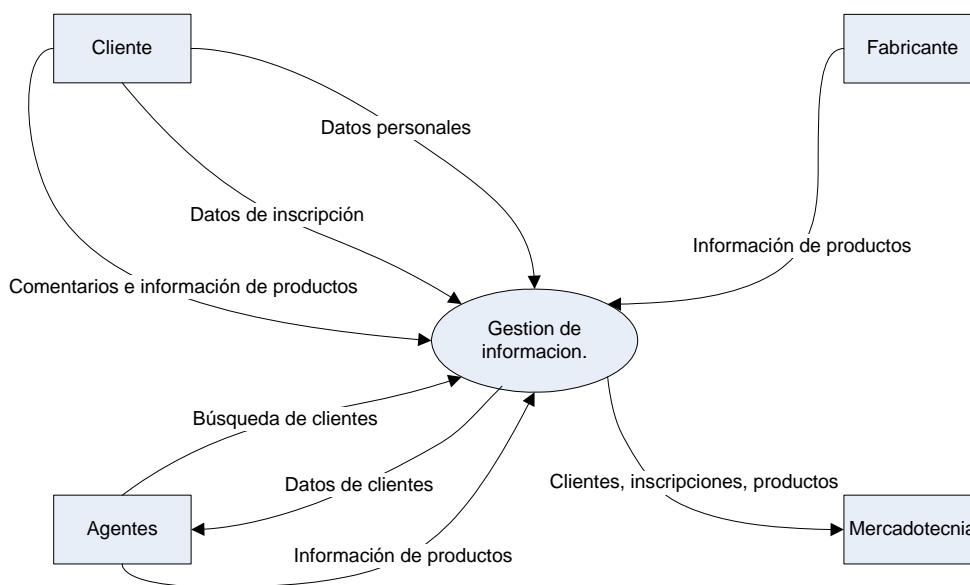 Cliente
Fabricante
Datos personales
Datos de inscripción
Información de productos
Comentarios e información de productos
Gestion de
informacion.
Búsqueda de clientes
Datos de clientes
Clientes, inscripciones, productos
Agentes
Mercadotecnia
Información de productos